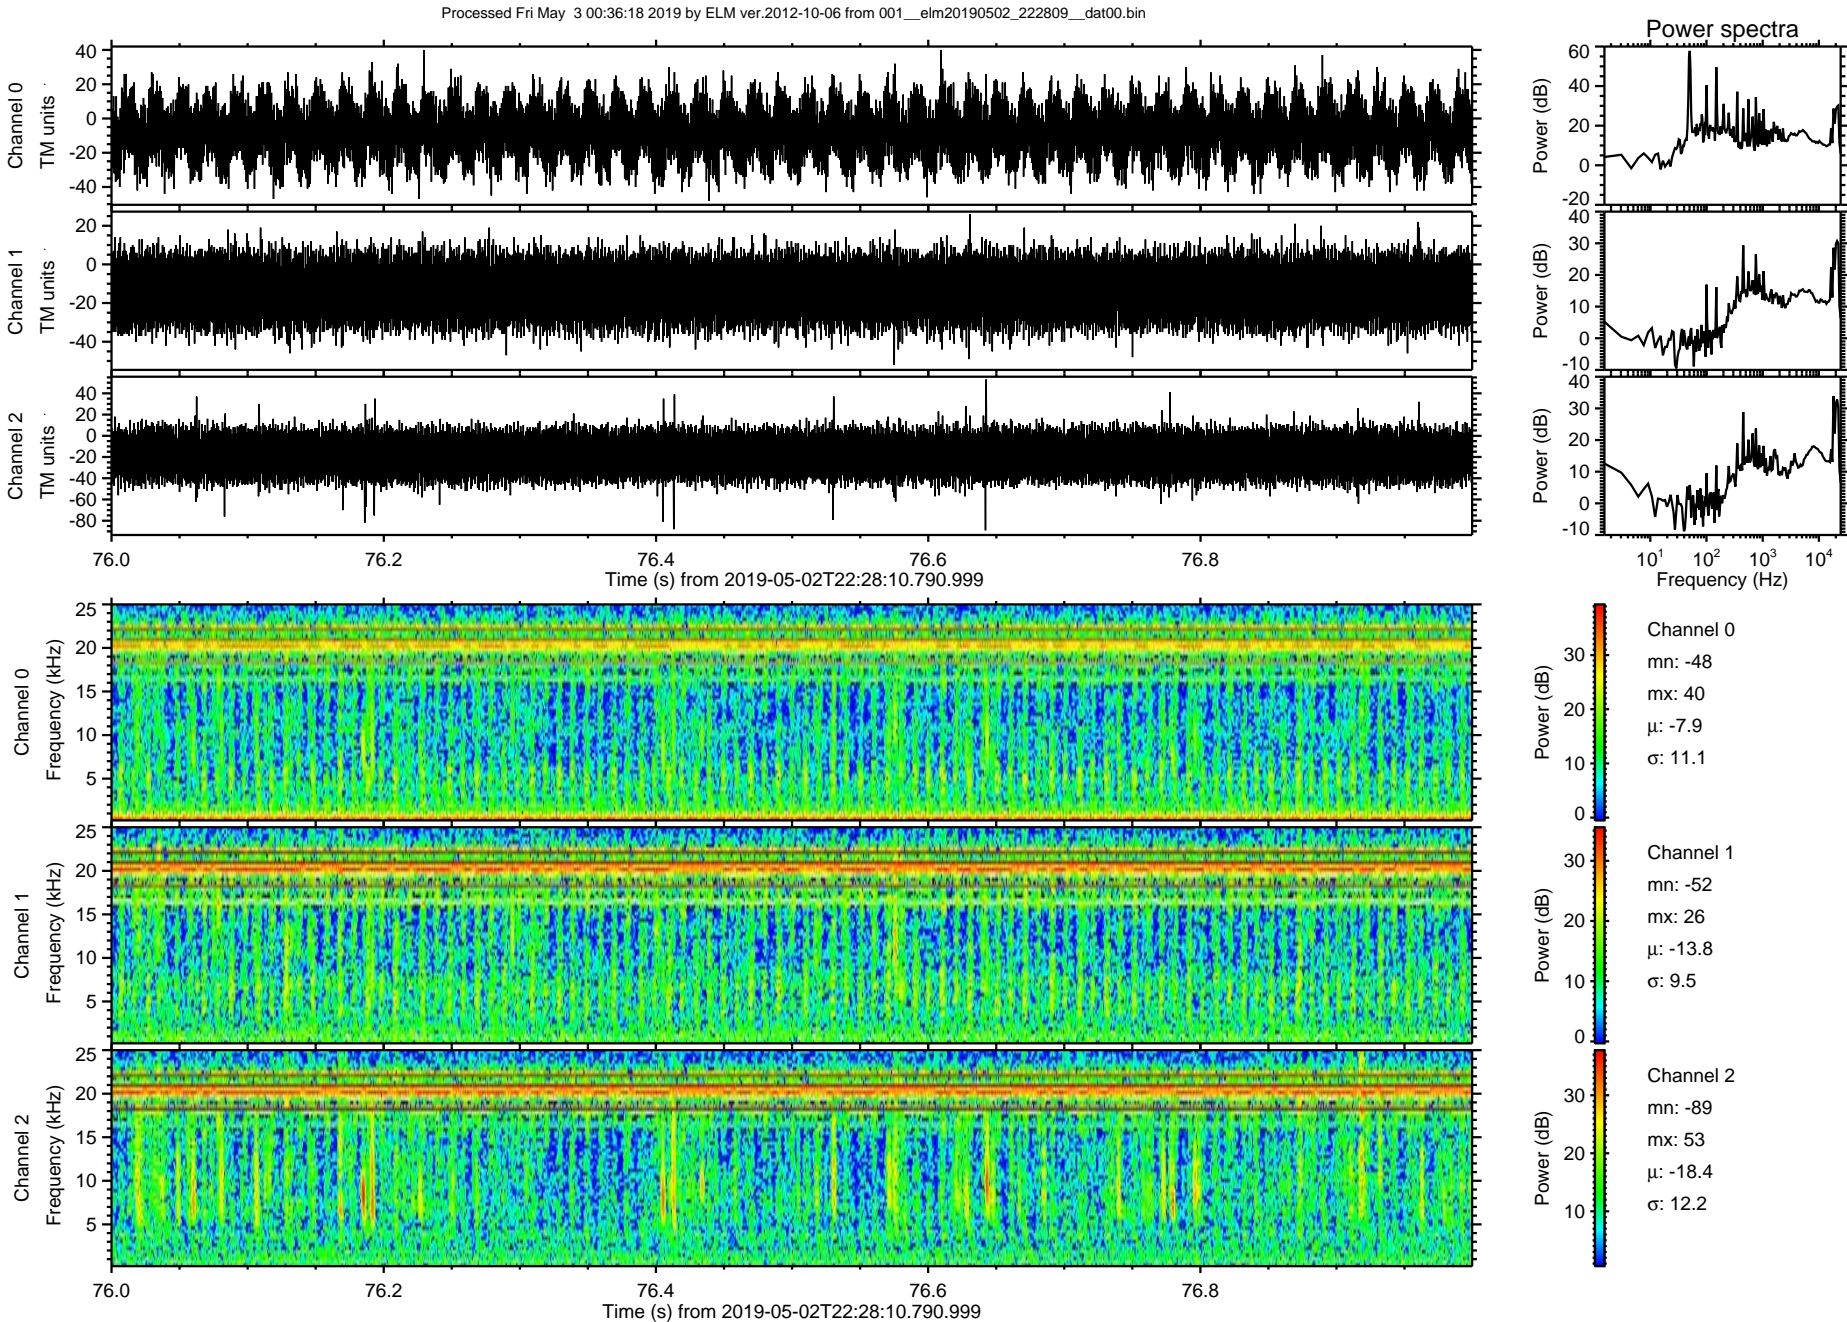 Processed Fri May  3 00:36:18 2019 by ELM ver.2012-10-06 from 001__elm20190502_222809__dat00.bin
Power spectra
Channel 0
TM units
40
20
0
-20
-40
Power (dB)
60
40
20
0
-20
Channel 1
TM units
20
0
-20
-40
Power (dB)
40
30
20
10
0
-10
Channel 2
TM units
40
20
0
-20
-40
-60
-80
Power (dB)
40
30
20
10
0
-10
76.0 76.2 76.4 76.6 76.8
Time (s) from 2019-05-02T22:28:10.790.999
10^1 10^2 10^3 10^4
Frequency (Hz)
Channel 0
Frequency (kHz)
25
20
15
10
5
Power (dB)
30
20
10
0
Channel 0
mn: -48
mx: 40
μ: -7.9
σ: 11.1
Channel 1
Frequency (kHz)
25
20
15
10
5
Power (dB)
30
20
10
0
Channel 1
mn: -52
mx: 26
μ: -13.8
σ: 9.5
Channel 2
Frequency (kHz)
25
20
15
10
5
Power (dB)
30
20
10
Channel 2
mn: -89
mx: 53
μ: -18.4
σ: 12.2
76.0 76.2 76.4 76.6 76.8
Time (s) from 2019-05-02T22:28:10.790.999